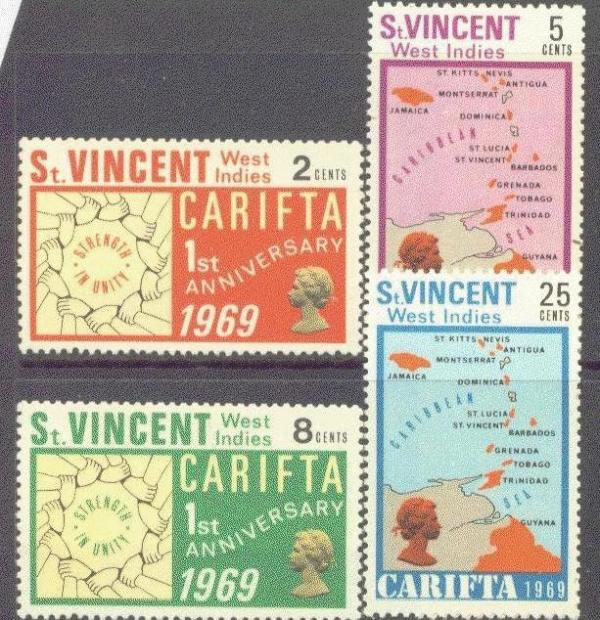 St. VINCENT West Indies 2 CENTS
STRENGTH IN UNITY
CARIFTA
1st ANNIVERSARY
1969
St. VINCENT 5 CENTS
West Indies
ST. KITTS NEVIS
ANTIGUA
MONTSERRAT
JAMAICA
DOMINICA
CARIBBEAN
ST. LUCIA
ST. VINCENT
BARBADOS
GRENADA
TOBAGO
TRINIDAD
SEA
GUYANA
St. VINCENT West Indies 8 CENTS
STRENGTH IN UNITY
CARIFTA
1st ANNIVERSARY
1969
St. VINCENT 25 CENTS
West Indies
ST. KITTS NEVIS
ANTIGUA
MONTSERRAT
JAMAICA
DOMINICA
CARIBBEAN
ST. LUCIA
ST. VINCENT
BARBADOS
GRENADA
TOBAGO
TRINIDAD
SEA
GUYANA
CARIFTA 1969